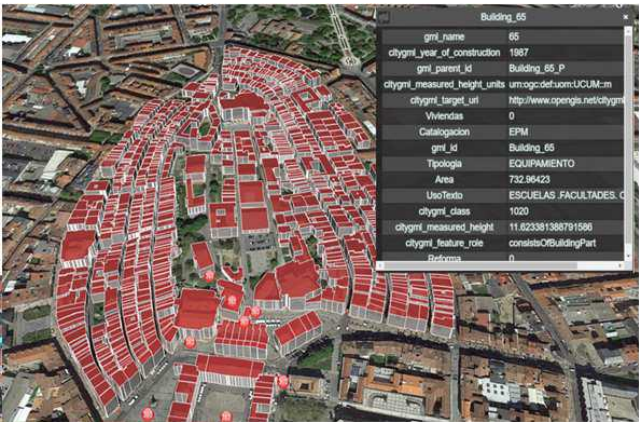 Building_65
gml_name 65
citygml_year_of_construction 1987
gml_parent_id Building_65_P
citygml_measured_height_units urn:ogc:def:uom:UCUM::m
citygml_target_uri http://www.opengis.net/citygml
Viviendas 0
Catalogacion EPM
gml_id Building_65
Tipologia EQUIPAMIENTO
Area 732.96423
UsoTexto ESCUELAS .FACULTADES. C
citygml_class 1020
citygml_measured_height 11.623381388791586
citygml_feature_role consistsOfBuildingPart
Reforma 0